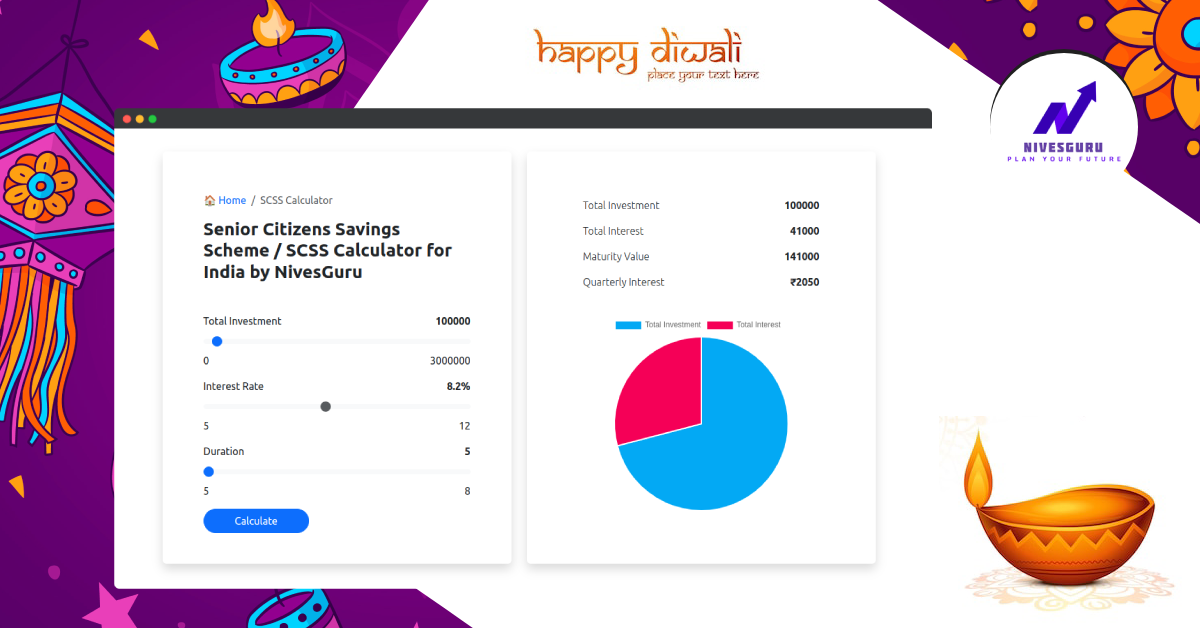 happy diwali
place your text here
NIVESGURU
PLAN YOUR FUTURE
Home / SCSS Calculator
Senior Citizens Savings
Scheme / SCSS Calculator for
India by NivesGuru
Total Investment 100000
0 3000000
Interest Rate 8.2%
5 12
Duration 5
5 8
Calculate
Total Investment 100000
Total Interest 41000
Maturity Value 141000
Quarterly Interest ₹2050
Total Investment Total Interest